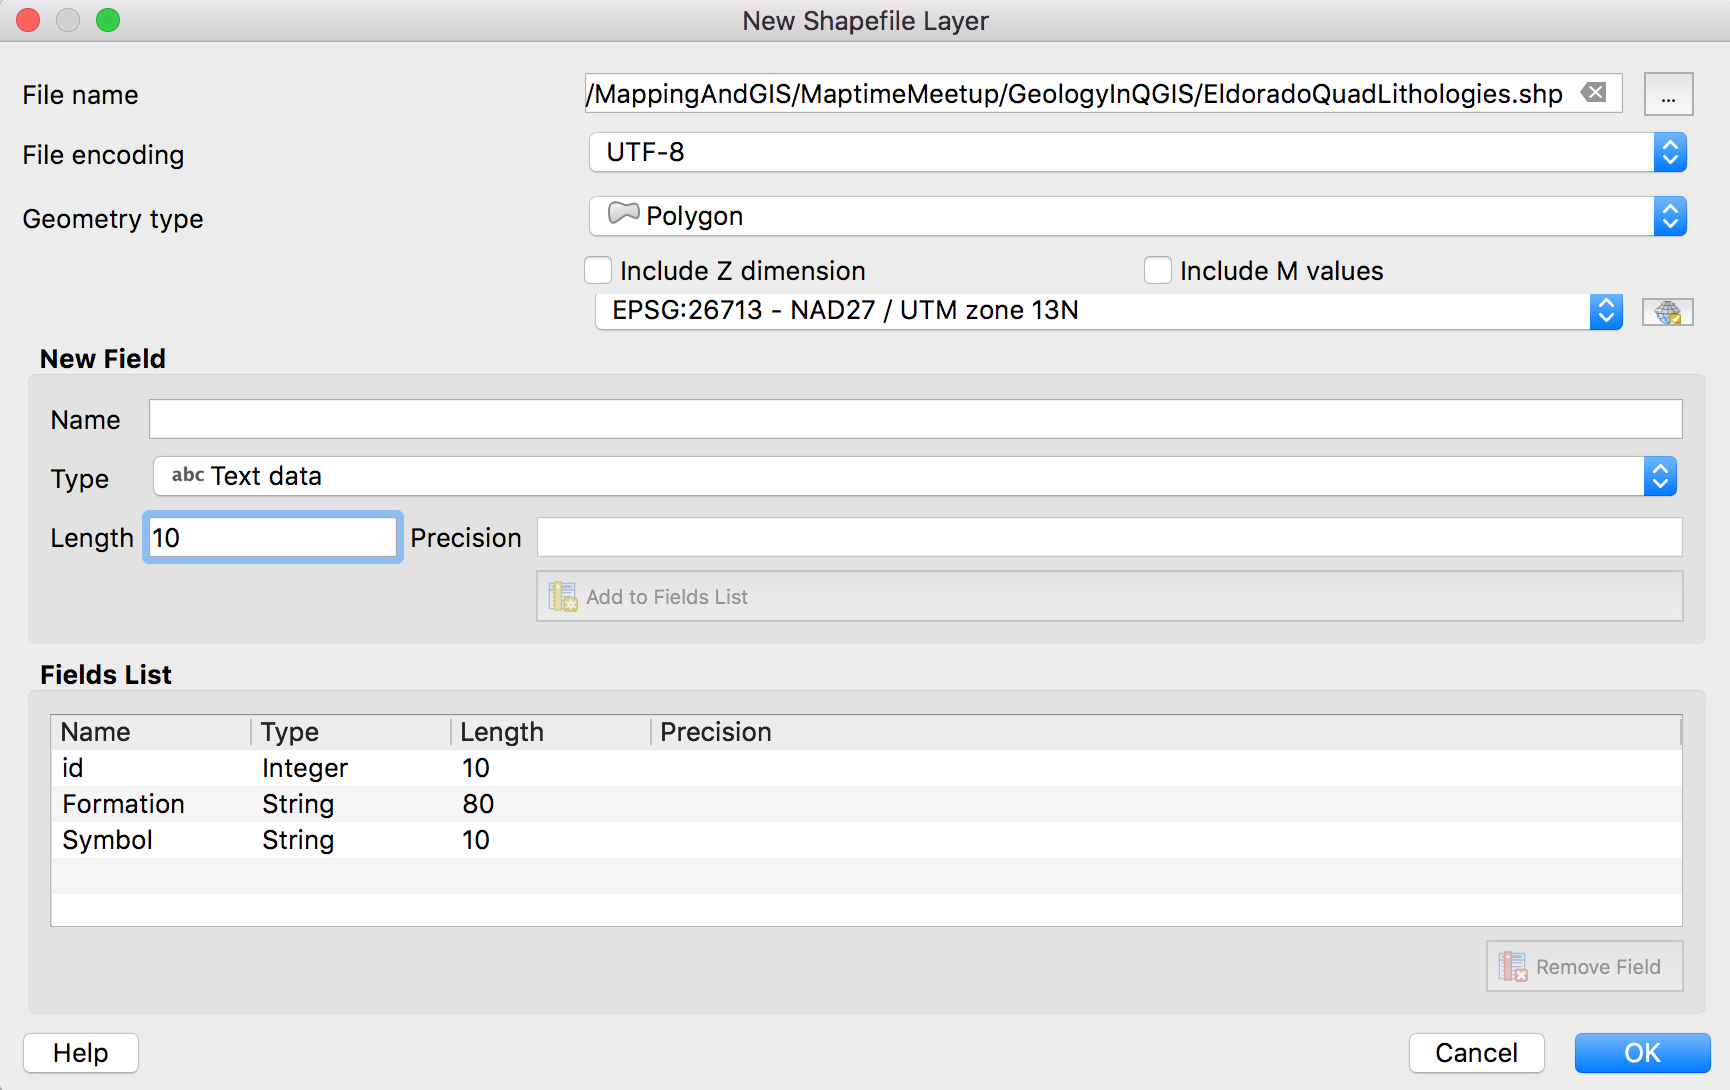 New Shapefile Layer
File name /MappingAndGIS/MaptimeMeetup/GeologyInQGIS/EldoradoQuadLithologies.shp ...
File encoding UTF-8
Geometry type Polygon
Include Z dimension Include M values
EPSG:26713 - NAD27 / UTM zone 13N
New Field
Name
Type abc Text data
Length 10 Precision
Add to Fields List
Fields List
Name Type Length Precision
id Integer 10
Formation String 80
Symbol String 10
Remove Field
Help Cancel OK